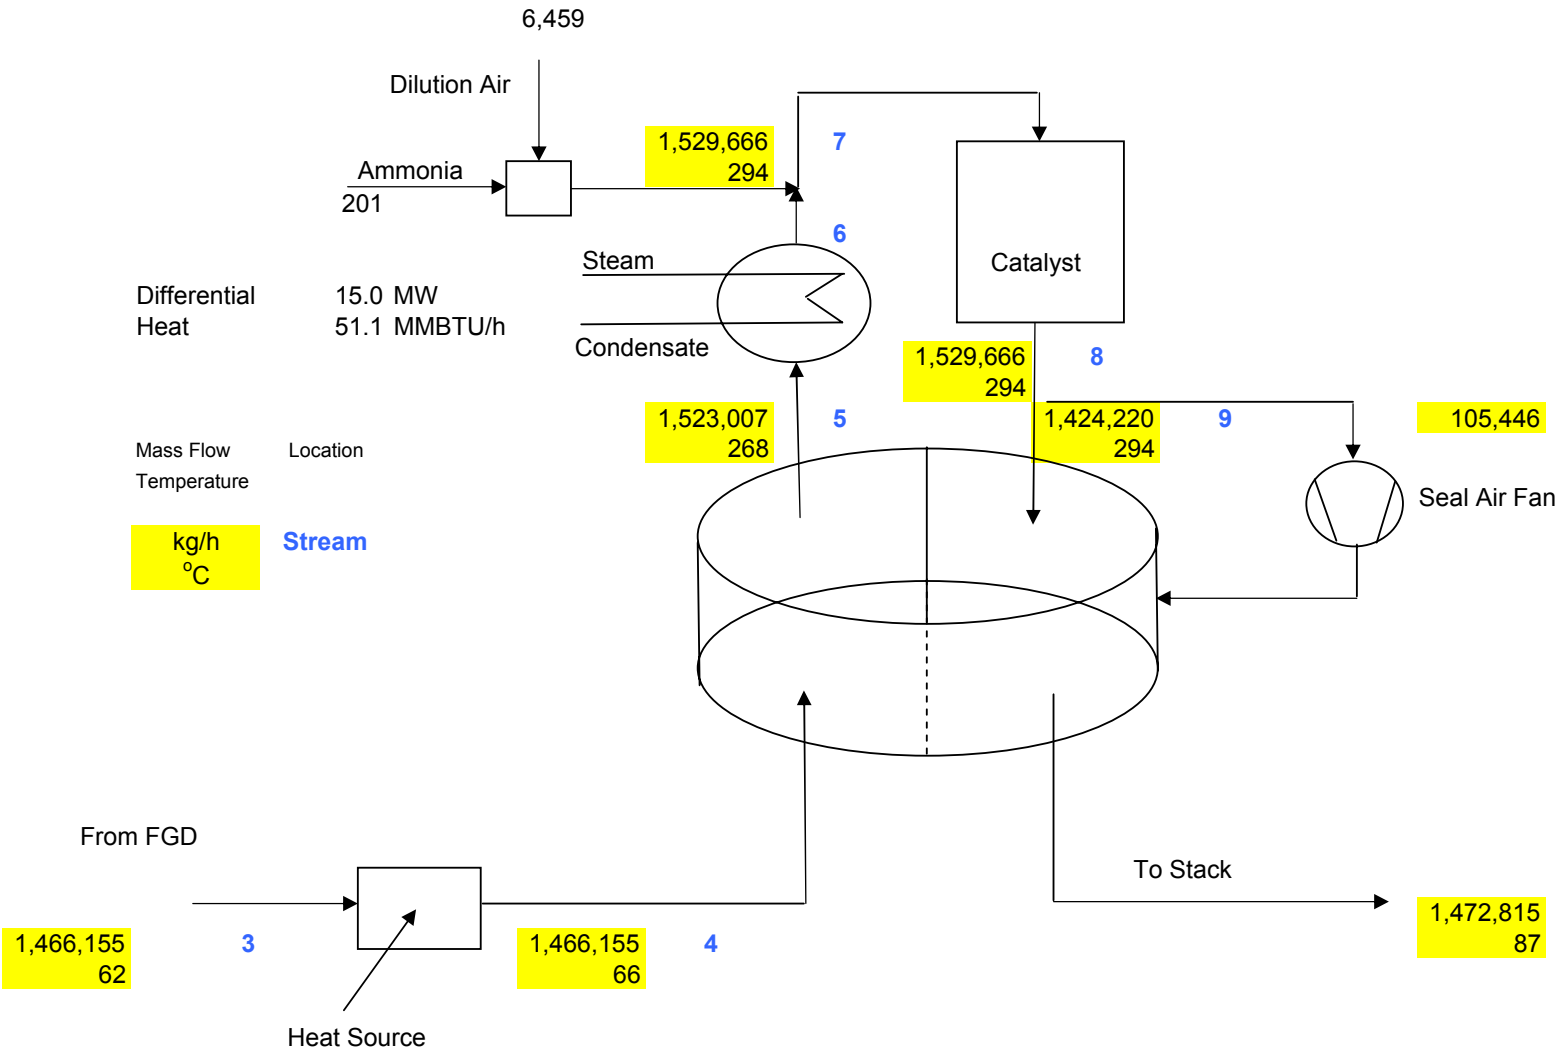 6,459
Dilution Air
1,529,666
294
7
Ammonia
201
6
Steam
Catalyst
Differential 15.0 MW
Heat 51.1 MMBTU/h
Condensate
1,529,666
294
8
1,523,007
268
5
1,424,220
294
9
105,446
Mass Flow Location
Temperature
Seal Air Fan
kg/h Stream
°C
From FGD
To Stack
1,466,155
62
3
1,466,155
66
4
1,472,815
87
Heat Source